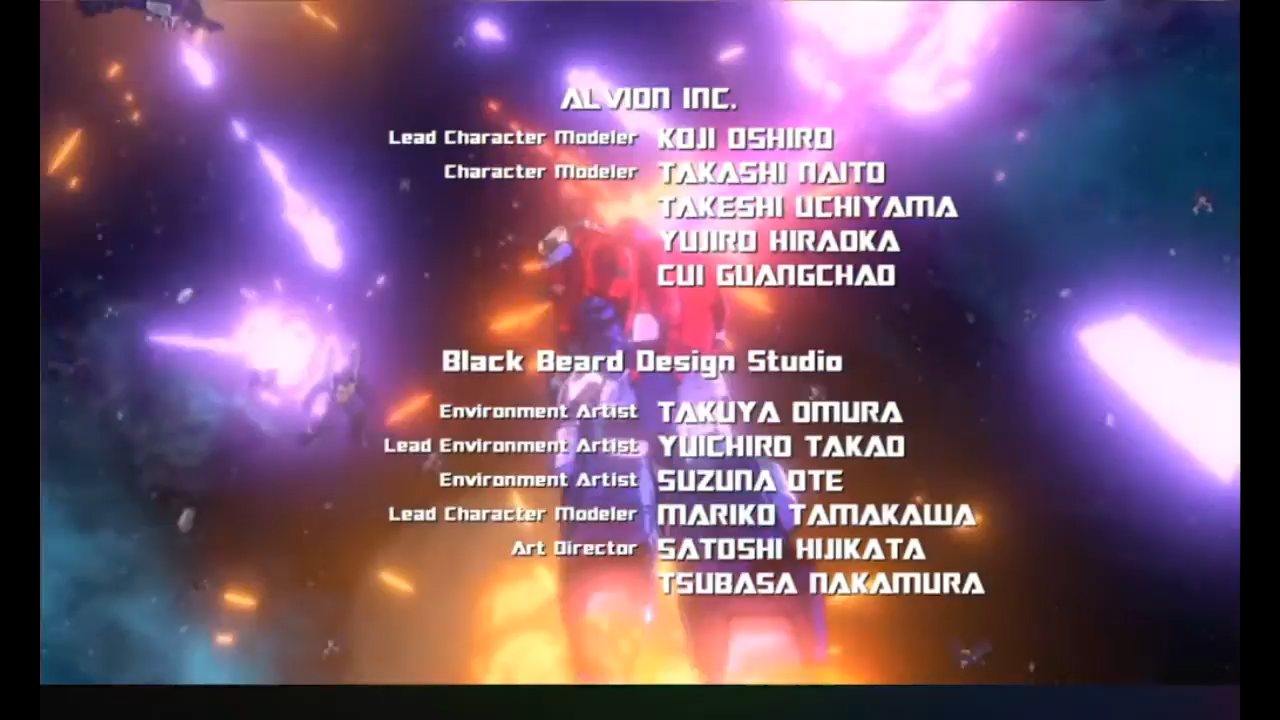 ALVION INC.
Lead Character Modeler KOJI OSHIRO
Character Modeler TAKASHI NAITO
TAKESHI UCHIYAMA
YUJIRO HIRAOKA
CUI GUANGCHAO
Black Beard Design Studio
Environment Artist TAKUYA OMURA
Lead Environment Artist YUICHIRO TAKAO
Environment Artist SUZUNA OTE
Lead Character Modeler MARIKO TAMAKAWA
Art Director SATOSHI HIJIKATA
TSUBASA NAKAMURA